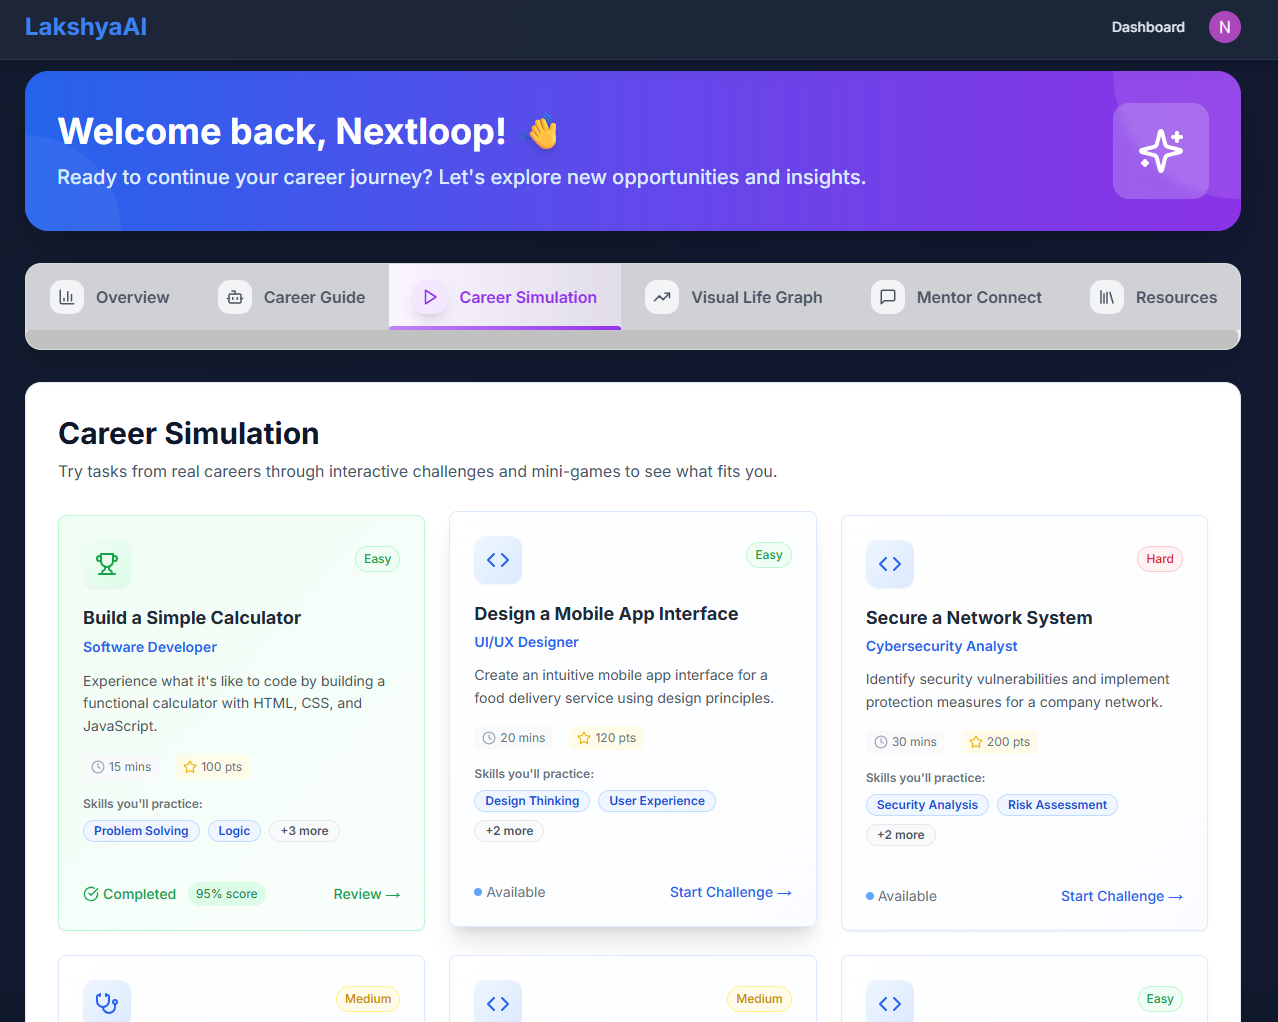 LakshyaAI
Dashboard
N
Welcome back, Nextloop! 👋
Ready to continue your career journey? Let's explore new opportunities and insights.
Overview
Career Guide
Career Simulation
Visual Life Graph
Mentor Connect
Resources
Career Simulation
Try tasks from real careers through interactive challenges and mini-games to see what fits you.
Easy
Build a Simple Calculator
Software Developer
Experience what it's like to code by building a
functional calculator with HTML, CSS, and
JavaScript.
15 mins
100 pts
Skills you'll practice:
Problem Solving
Logic
+3 more
Completed
95% score
Review →
Easy
Design a Mobile App Interface
UI/UX Designer
Create an intuitive mobile app interface for a
food delivery service using design principles.
20 mins
120 pts
Skills you'll practice:
Design Thinking
User Experience
+2 more
Available
Start Challenge →
Hard
Secure a Network System
Cybersecurity Analyst
Identify security vulnerabilities and implement
protection measures for a company network.
30 mins
200 pts
Skills you'll practice:
Security Analysis
Risk Assessment
+2 more
Available
Start Challenge →
Medium
Medium
Easy